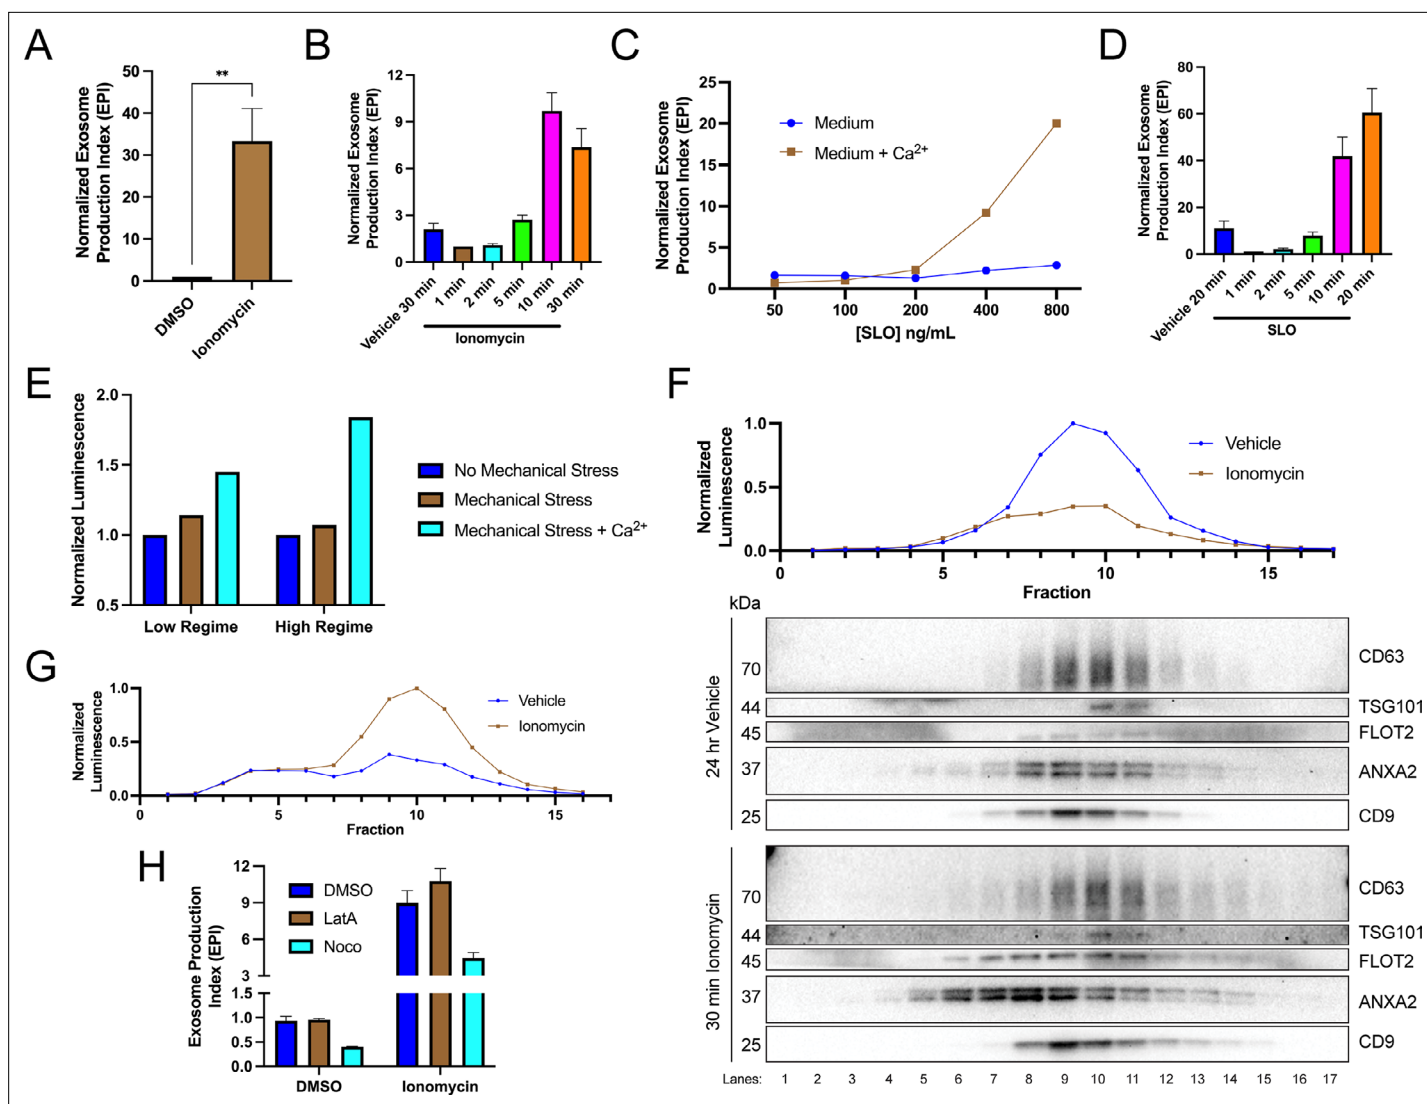 A
Normalized Exosome
Production Index (EPI)
50
40
30
20
10
0
**
DMSO
Ionomycin
B
Normalized Exosome
Production Index (EPI)
12
9
6
3
0
Vehicle 30 min
1 min
2 min
5 min
10 min
30 min
Ionomycin
C
Normalized Exosome
Production Index (EPI)
25
20
15
10
5
0
Medium
Medium + Ca²⁺
50 100 200 400 800
[SLO] ng/mL
D
Normalized Exosome
Production Index (EPI)
80
60
40
20
0
Vehicle 20 min
1 min
2 min
5 min
10 min
20 min
SLO
E
Normalized Luminescence
2.0
1.5
1.0
0.5
Low Regime High Regime
No Mechanical Stress
Mechanical Stress
Mechanical Stress + Ca²⁺
F
Normalized
Luminescence
1.0
0.5
0.0
0 5 10 15
Fraction
Vehicle
Ionomycin
kDa
24 hr Vehicle
70 CD63
44 TSG101
45 FLOT2
37 ANXA2
25 CD9
30 min Ionomycin
70 CD63
44 TSG101
45 FLOT2
37 ANXA2
25 CD9
Lanes: 1 2 3 4 5 6 7 8 9 10 11 12 13 14 15 16 17
G
Normalized
Luminescence
1.0
0.5
0.0
0 5 10 15
Fraction
Vehicle
Ionomycin
H
Exosome Production
Index (EPI)
12
9
6
3
1.5
1.0
0.5
0.0
DMSO
LatA
Noco
DMSO Ionomycin